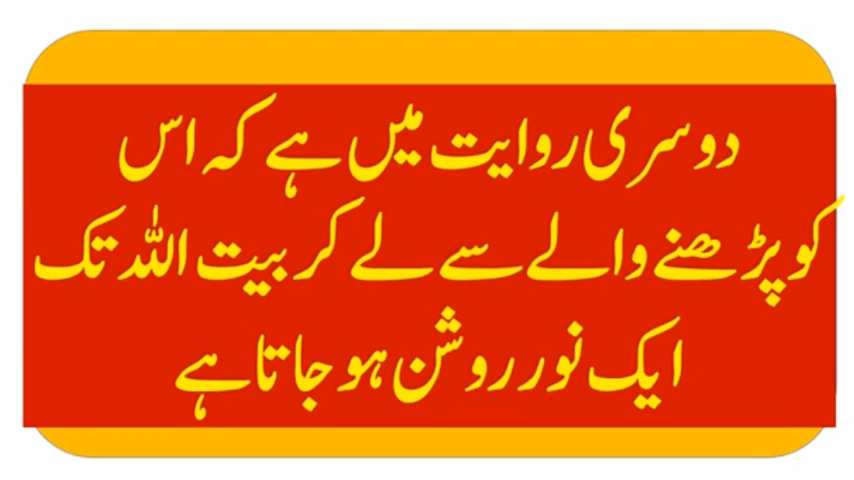 دوسری روایت میں ہے کہ اس
کو پڑھنے والے سے لے کر بیت اللہ تک
ایک نور روشن ہو جاتا ہے